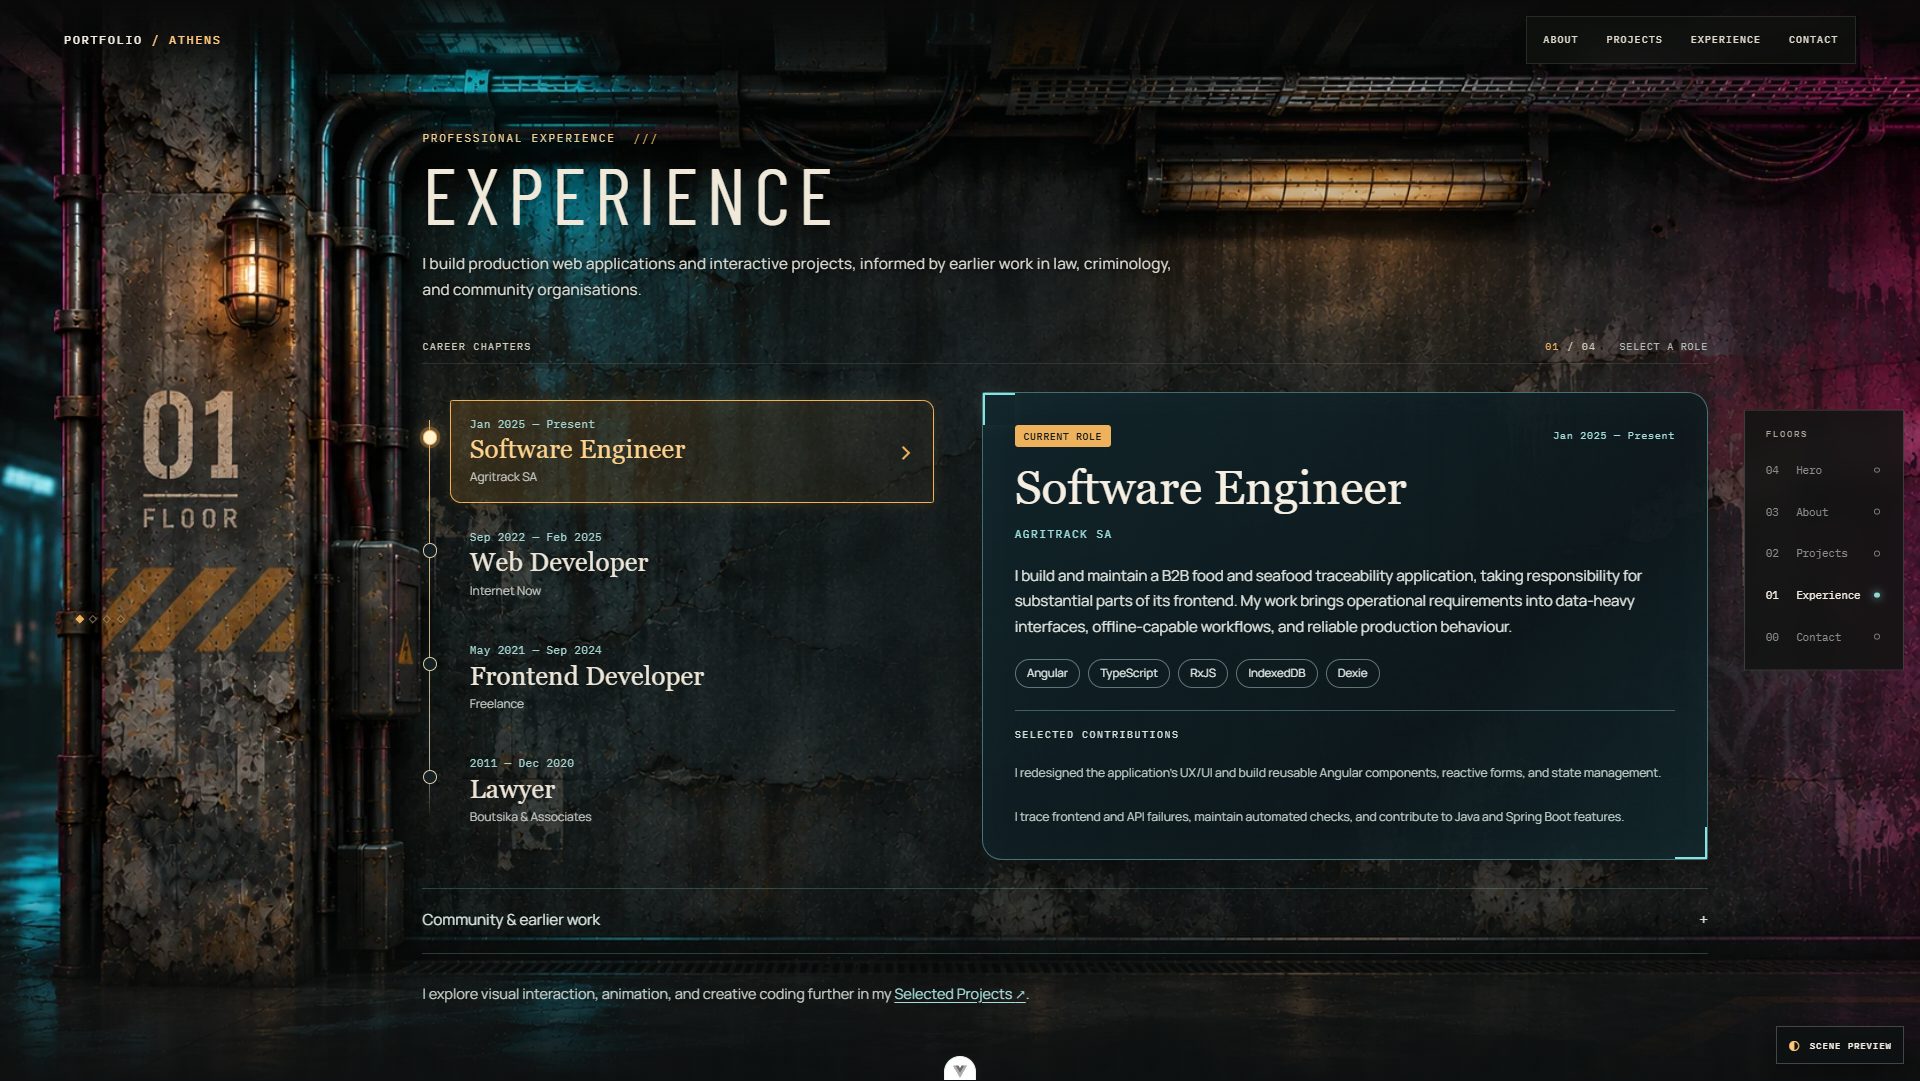 PORTFOLIO / ATHENS
ABOUT PROJECTS EXPERIENCE CONTACT
PROFESSIONAL EXPERIENCE ///
EXPERIENCE
I build production web applications and interactive projects, informed by earlier work in law, criminology,
and community organisations.
CAREER CHAPTERS
01 / 04 SELECT A ROLE
01
FLOOR
Jan 2025 — Present
Software Engineer
Agritrack SA
Sep 2022 — Feb 2025
Web Developer
Internet Now
May 2021 — Sep 2024
Frontend Developer
Freelance
2011 — Dec 2020
Lawyer
Boutsika & Associates
CURRENT ROLE
Jan 2025 — Present
Software Engineer
AGRITRACK SA
I build and maintain a B2B food and seafood traceability application, taking responsibility for
substantial parts of its frontend. My work brings operational requirements into data-heavy
interfaces, offline-capable workflows, and reliable production behaviour.
Angular TypeScript RxJS IndexedDB Dexie
SELECTED CONTRIBUTIONS
I redesigned the application's UX/UI and build reusable Angular components, reactive forms, and state management.
I trace frontend and API failures, maintain automated checks, and contribute to Java and Spring Boot features.
FLOORS
04 Hero
03 About
02 Projects
01 Experience
00 Contact
Community & earlier work +
I explore visual interaction, animation, and creative coding further in my Selected Projects ↗.
SCENE PREVIEW